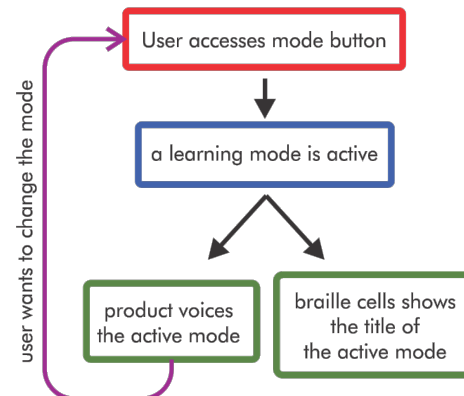 User accesses mode button
a learning mode is active
product voices
the active mode
braille cells shows
the title of
the active mode
user wants to change the mode